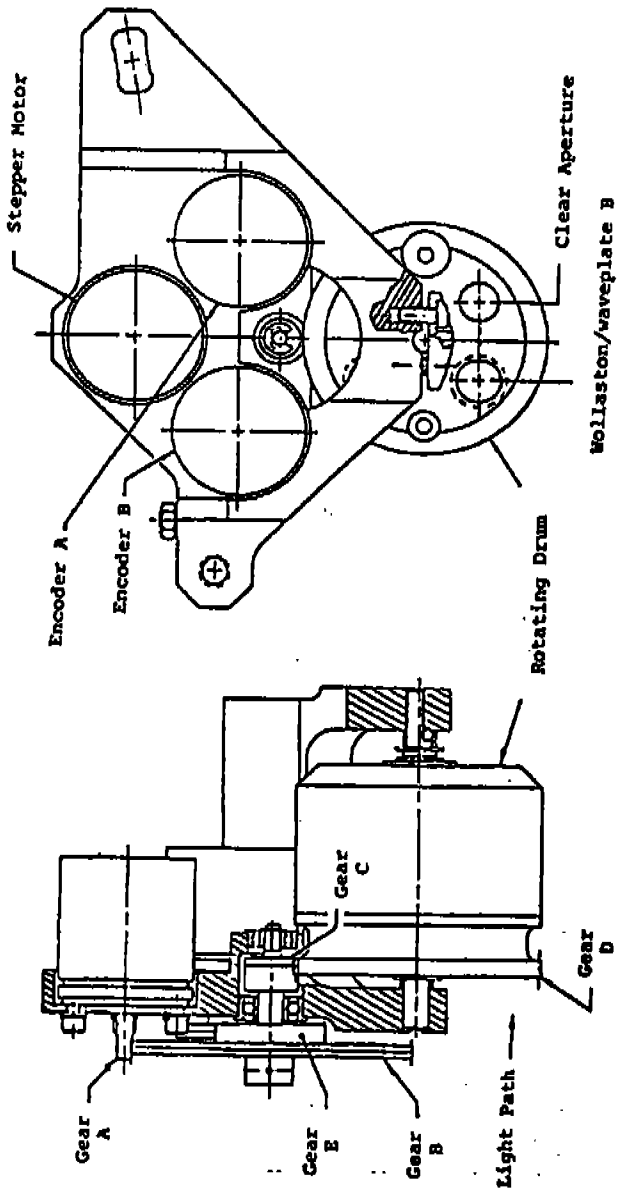 Stepper Motor
Encoder A
Encoder B
Clear Aperture
Wollaston/waveplate B
Rotating Drum
Gear
A
Gear
C
Gear
E
Gear
B
Gear
D
Light Path